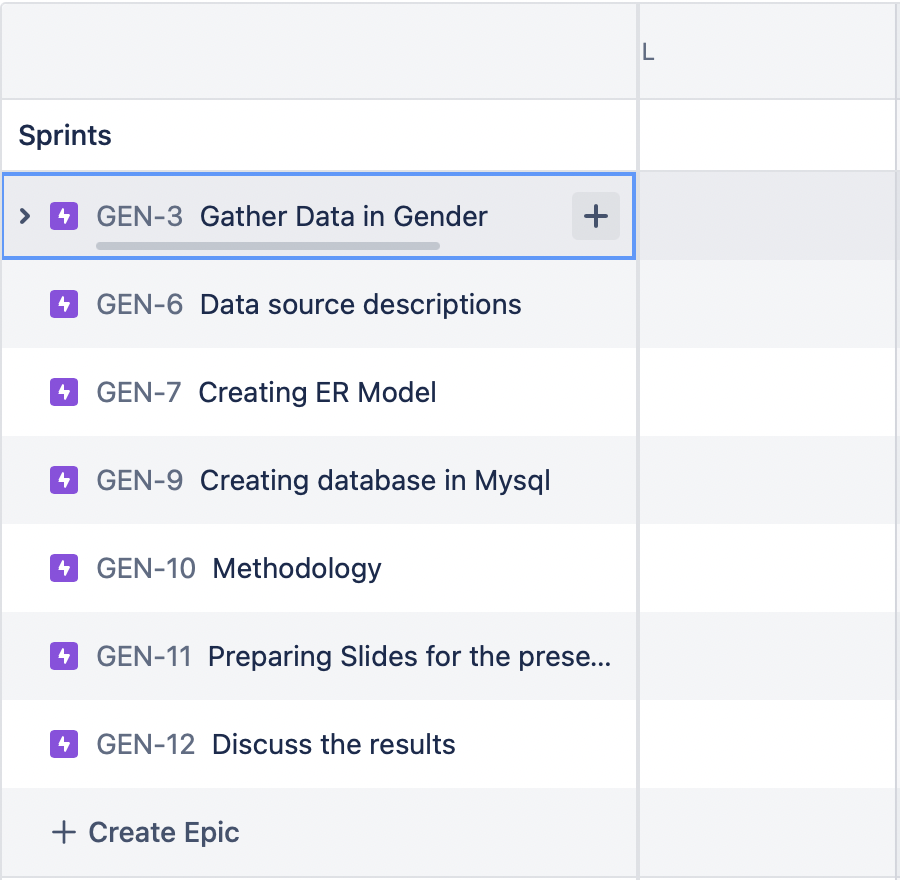 L
Sprints
GEN-3 Gather Data in Gender
GEN-6 Data source descriptions
GEN-7 Creating ER Model
GEN-9 Creating database in Mysql
GEN-10 Methodology
GEN-11 Preparing Slides for the prese...
GEN-12 Discuss the results
+ Create Epic